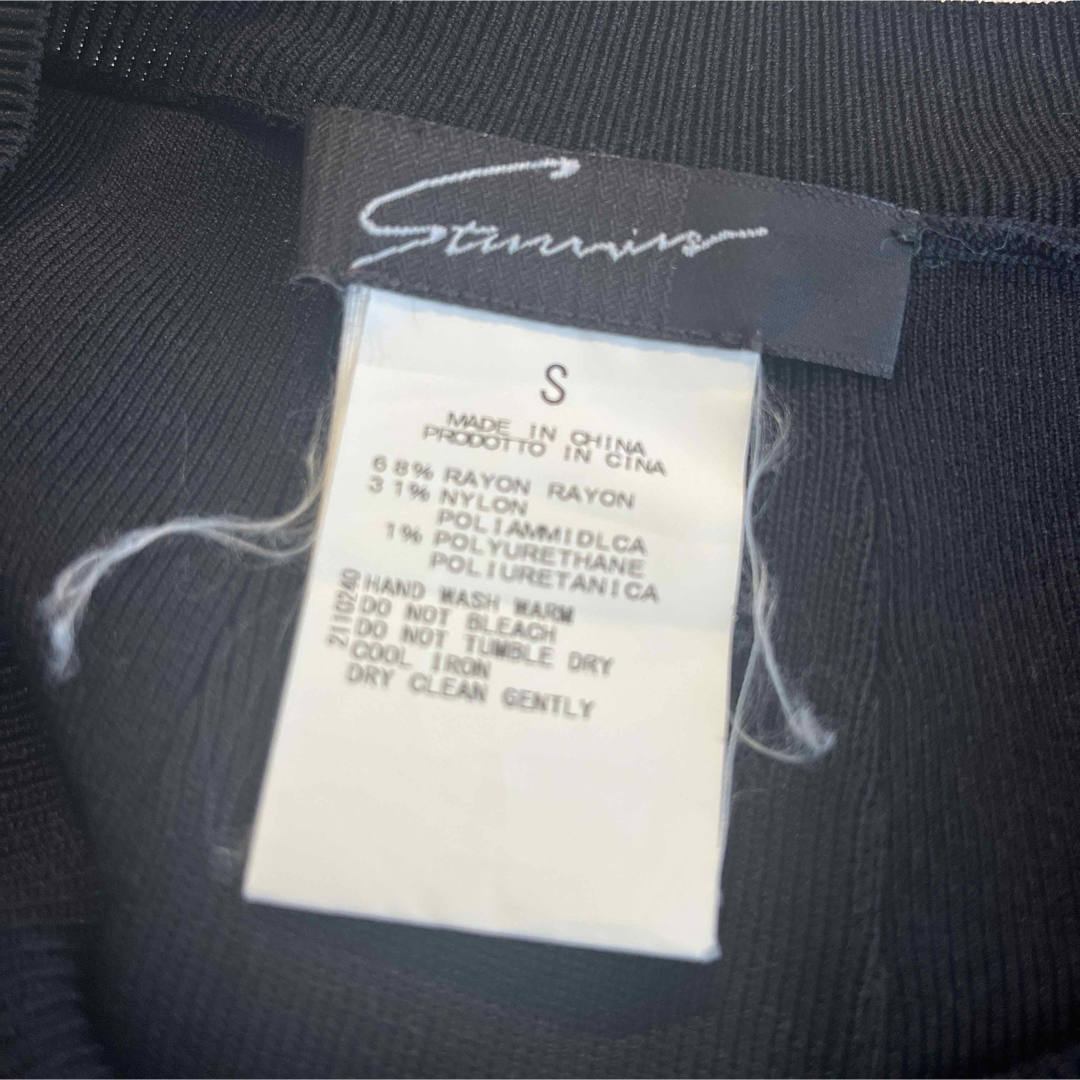 Stunning
S
MADE IN CHINA
PRODOTTO IN CINA
68% RAYON RAYON
31% NYLON
POLIAMMIDLCA
1% POLYURETHANE
POLIURETANICA
2110240
HAND WASH WARM
DO NOT BLEACH
DO NOT TUMBLE DRY
COOL IRON
DRY CLEAN GENTLY